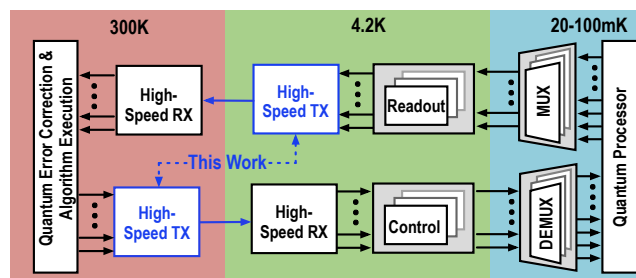 300K
4.2K
20-100mK
Quantum Error Correction &
Algorithm Execution
High-
Speed RX
High-
Speed TX
Readout
MUX
Quantum Processor
This Work
High-
Speed TX
High-
Speed RX
Control
DEMUX